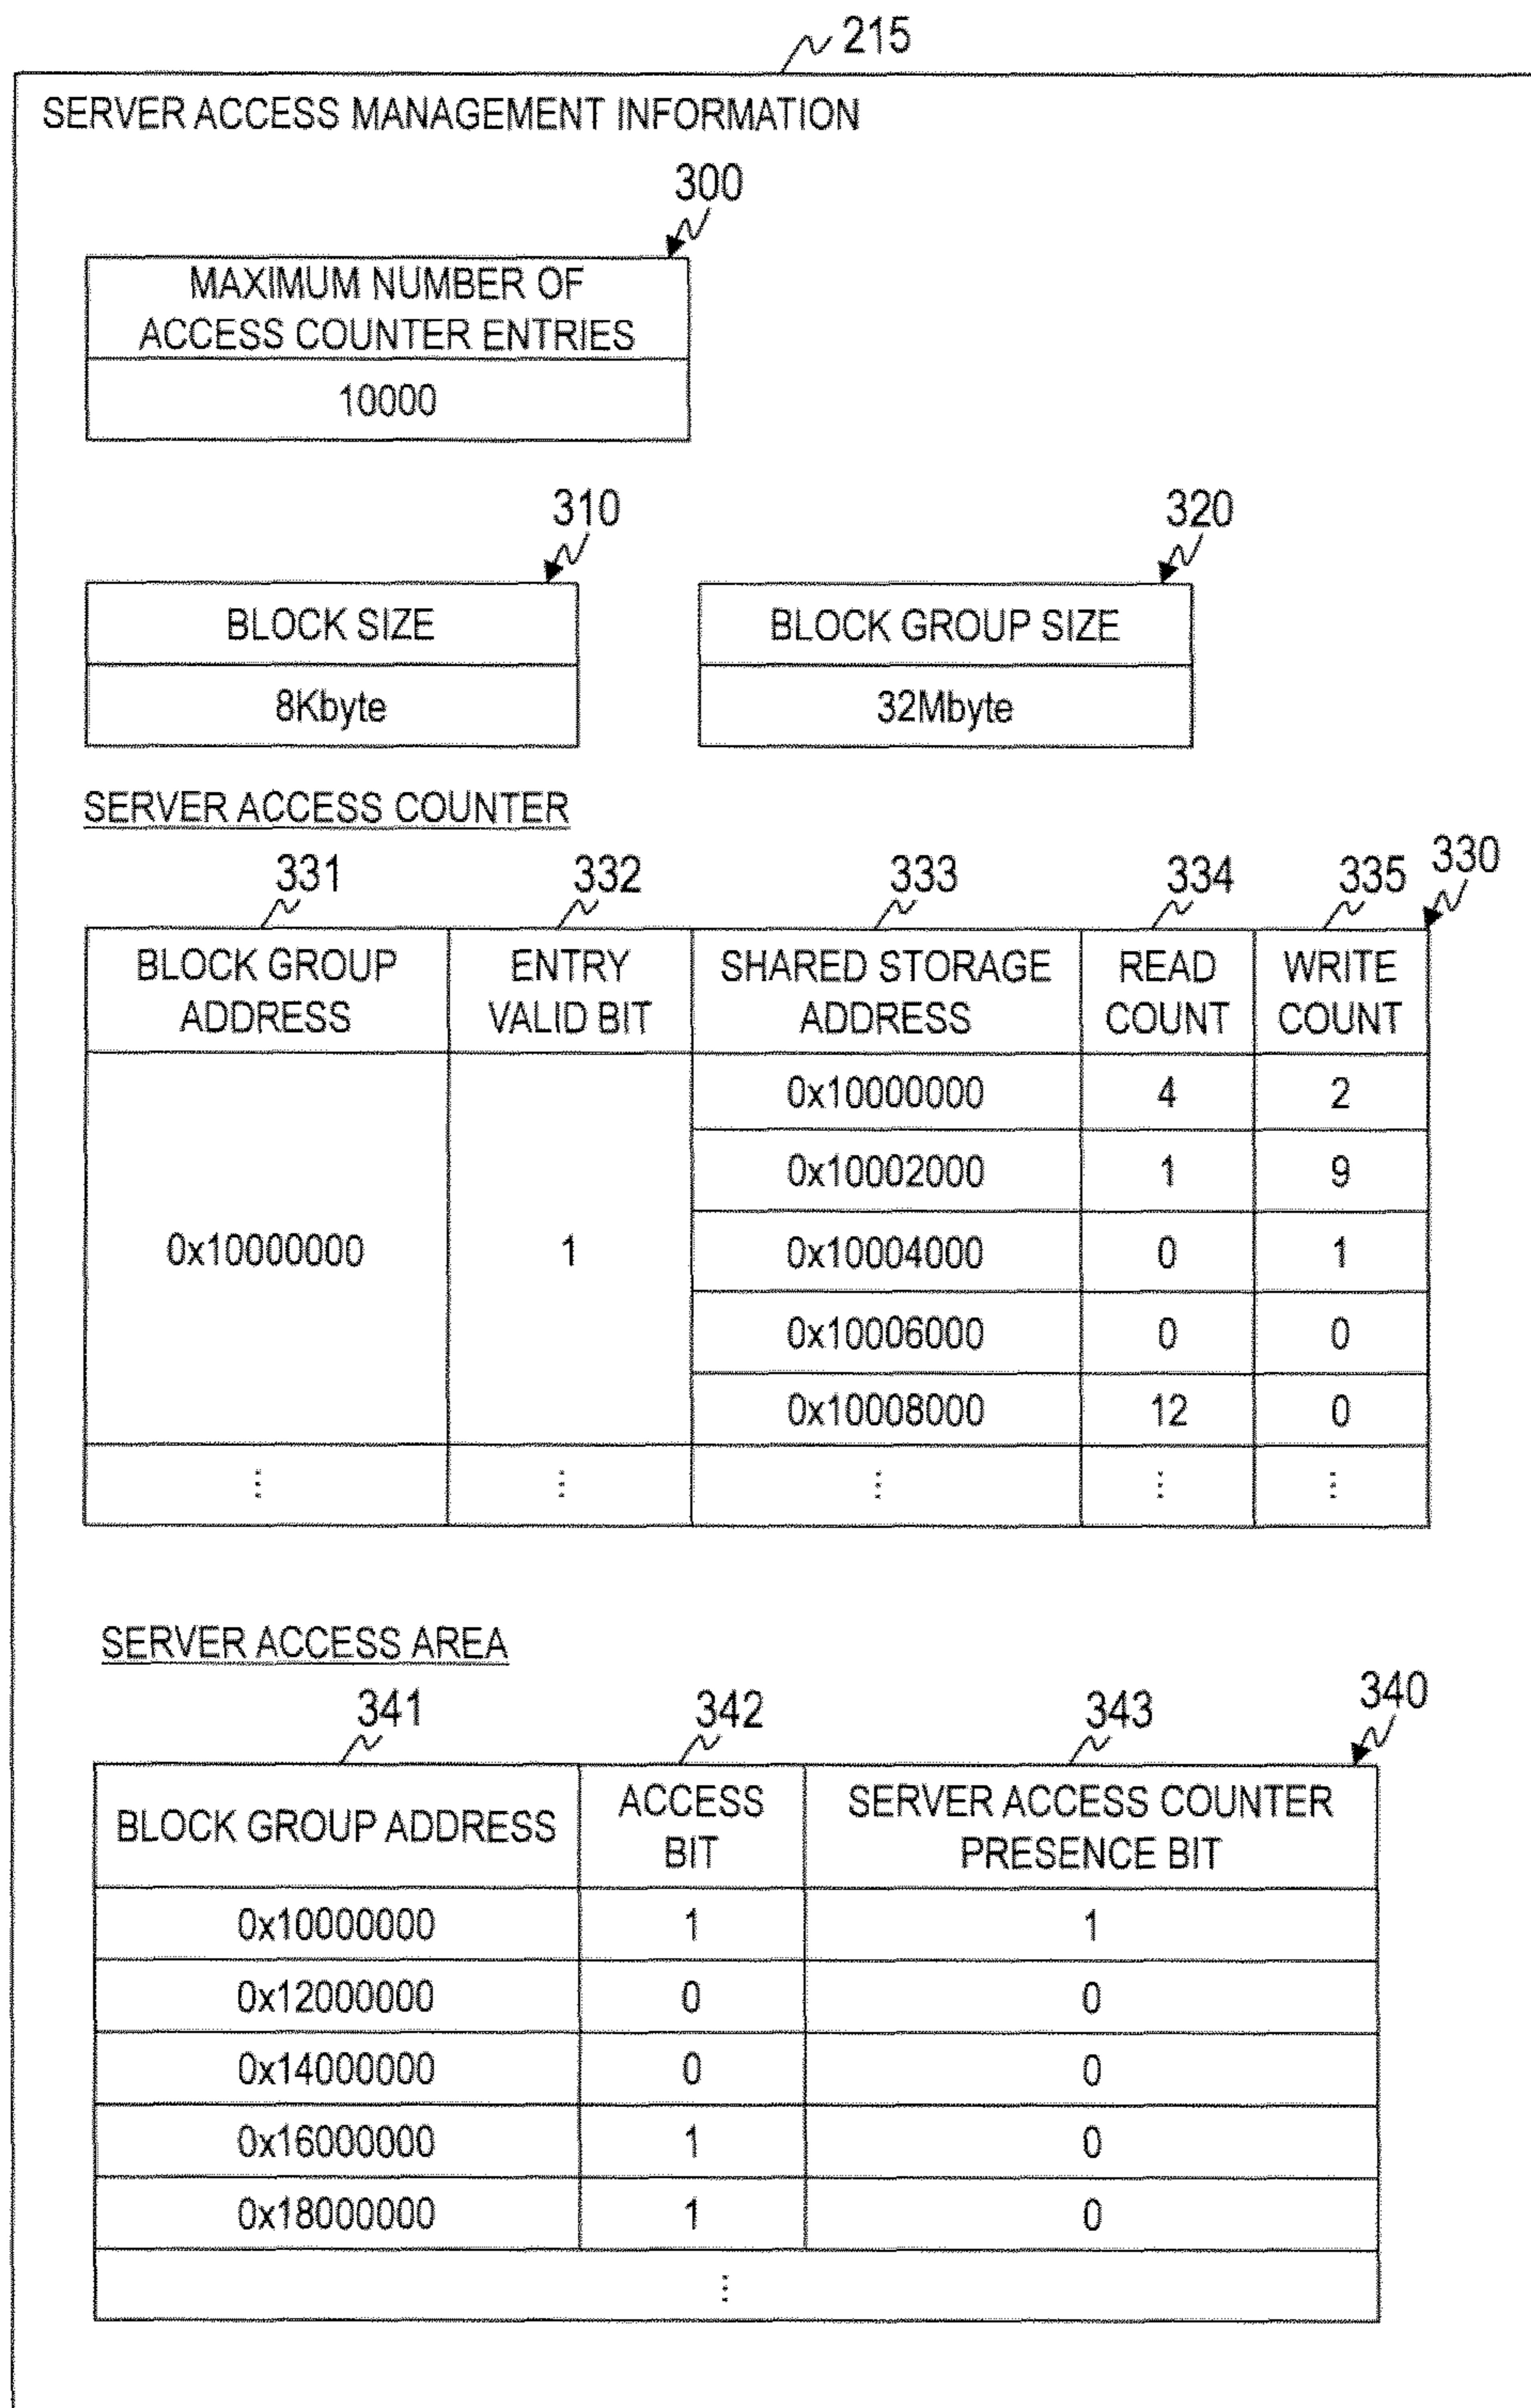 215
SERVER ACCESS MANAGEMENT INFORMATION
300
MAXIMUM NUMBER OF
ACCESS COUNTER ENTRIES
10000
310
320
BLOCK SIZE
BLOCK GROUP SIZE
8Kbyte
32Mbyte
SERVER ACCESS COUNTER
331 332 333 334 335 330
BLOCK GROUP ADDRESS ENTRY VALID BIT SHARED STORAGE ADDRESS READ COUNT WRITE COUNT
0x10000000 4 2
0x10002000 1 9
0x10000000 1 0x10004000 0 1
0x10006000 0 0
0x10008000 12 0
⋮ ⋮ ⋮ ⋮ ⋮
SERVER ACCESS AREA
341 342 343 340
BLOCK GROUP ADDRESS ACCESS BIT SERVER ACCESS COUNTER PRESENCE BIT
0x10000000 1 1
0x12000000 0 0
0x14000000 0 0
0x16000000 1 0
0x18000000 1 0
⋮